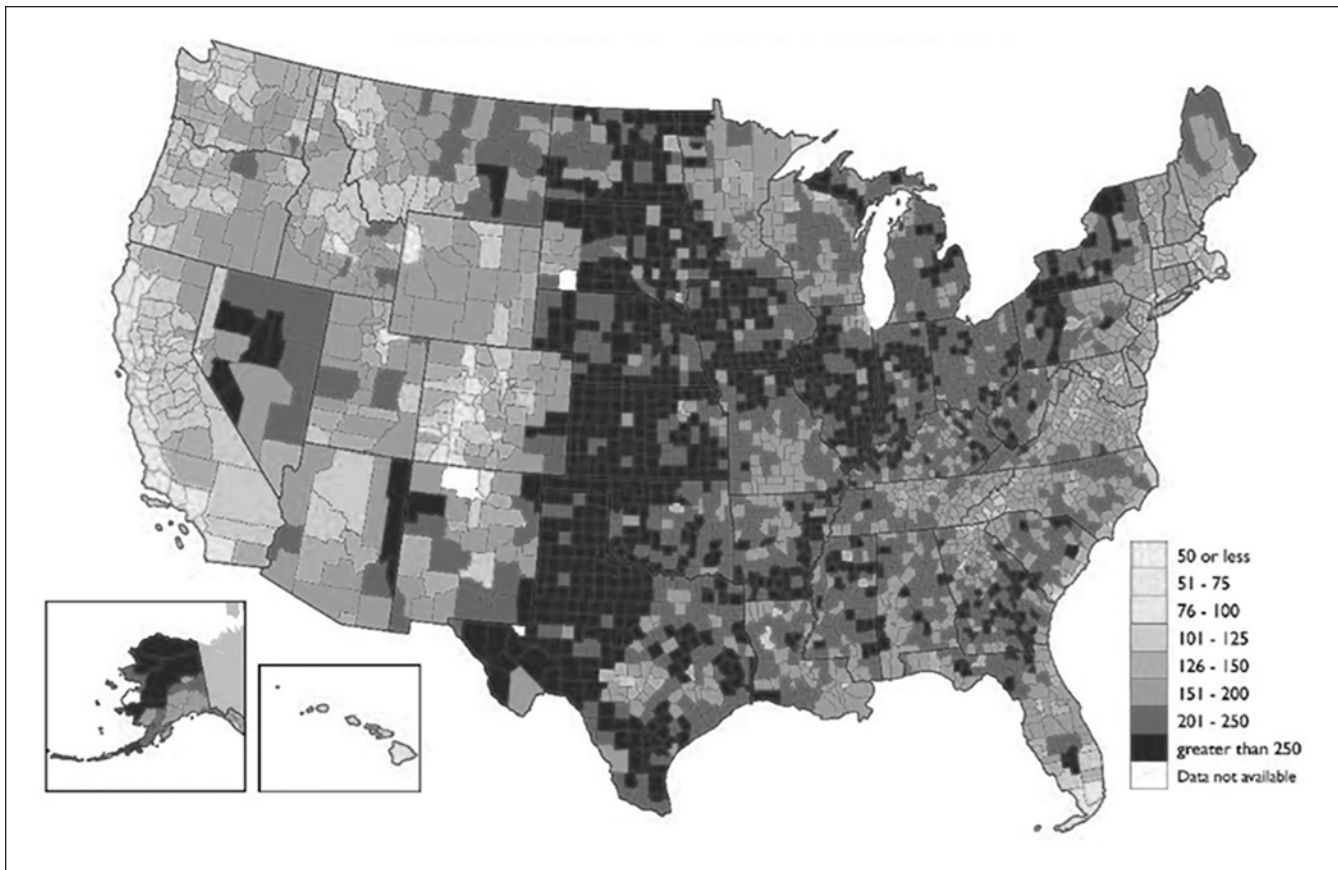 50 or less
51 - 75
76 - 100
101 - 125
126 - 150
151 - 200
201 - 250
greater than 250
Data not available